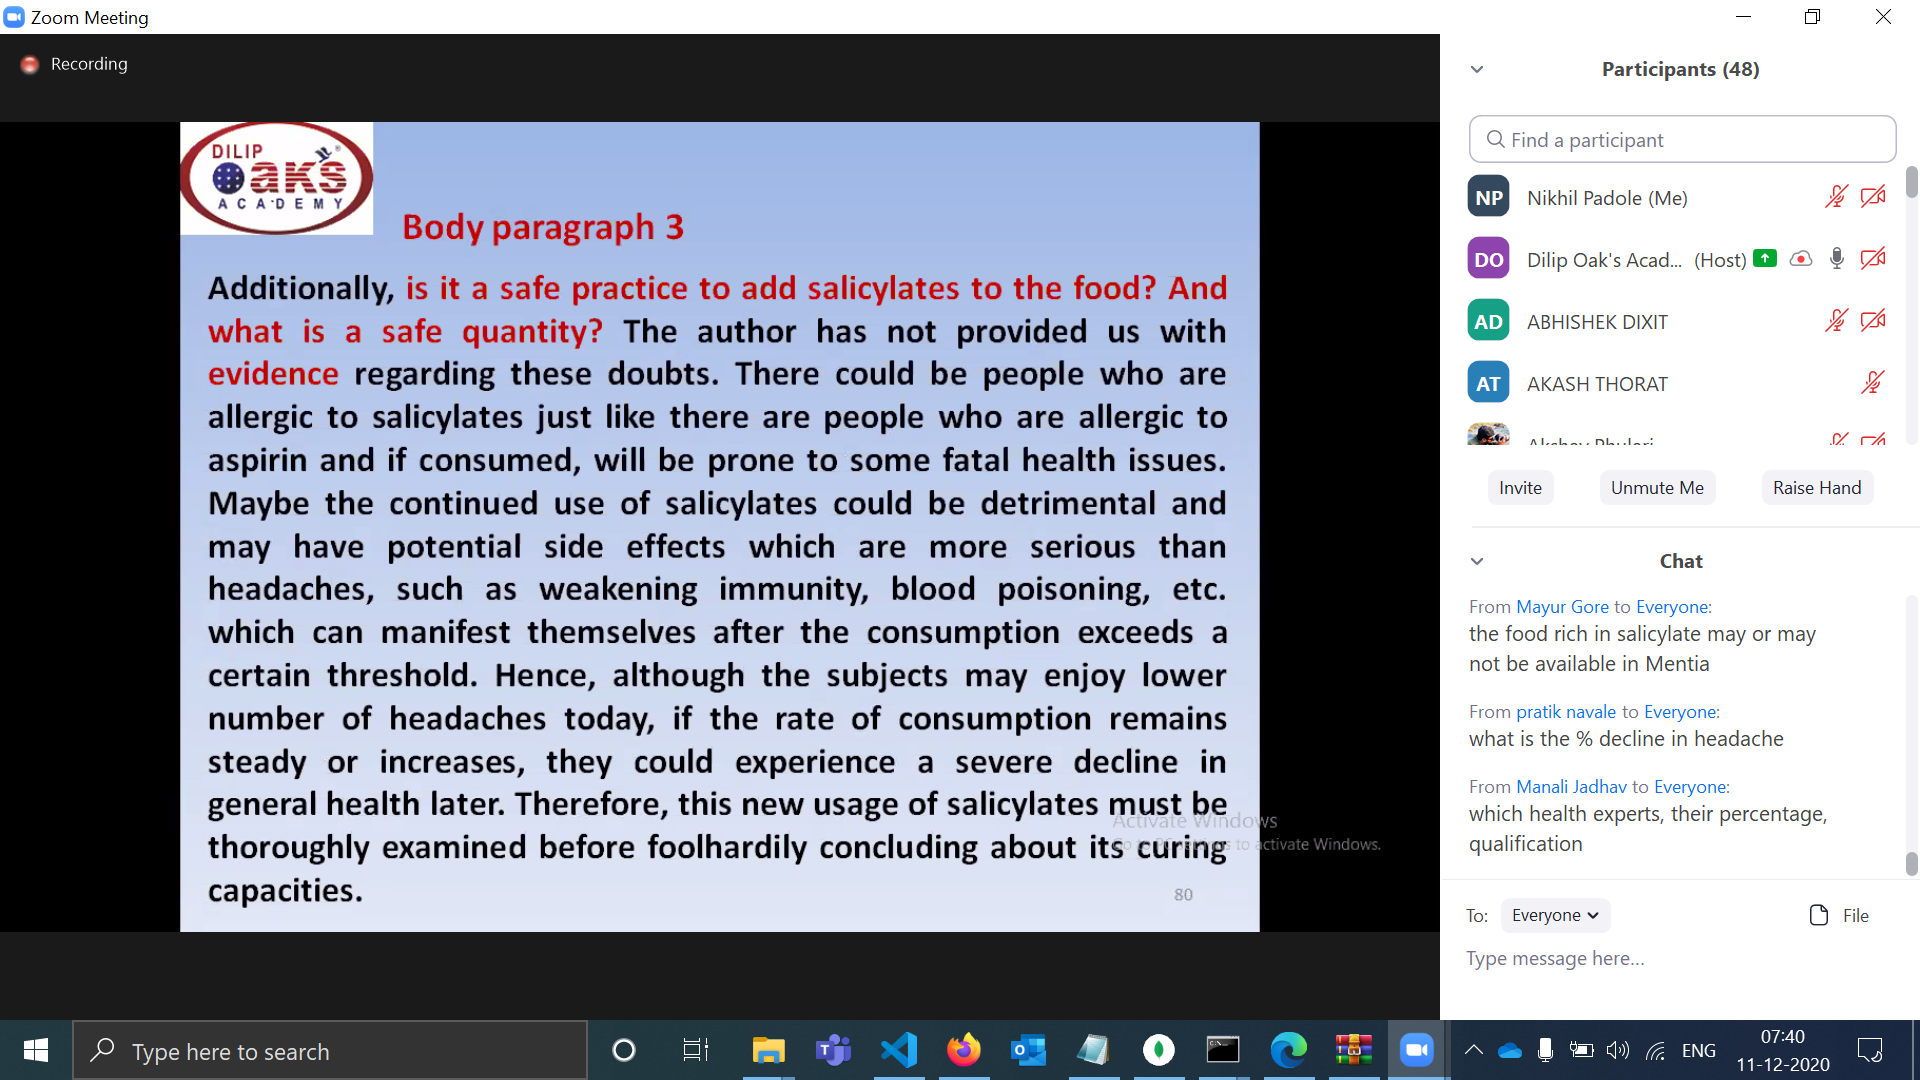 Zoom Meeting
Recording
DILIP
Oaks
ACADEMY
Body paragraph 3
Additionally, is it a safe practice to add salicylates to the food? And
what is a safe quantity? The author has not provided us with
evidence regarding these doubts. There could be people who are
allergic to salicylates just like there are people who are allergic to
aspirin and if consumed, will be prone to some fatal health issues.
Maybe the continued use of salicylates could be detrimental and
may have potential side effects which are more serious than
headaches, such as weakening immunity, blood poisoning, etc.
which can manifest themselves after the consumption exceeds a
certain threshold. Hence, although the subjects may enjoy lower
number of headaches today, if the rate of consumption remains
steady or increases, they could experience a severe decline in
general health later. Therefore, this new usage of salicylates must be
thoroughly examined before foolhardily concluding about its curing
capacities.
80
Activate Windows
Go to PC settings to activate Windows.
Participants (48)
Find a participant
NP Nikhil Padole (Me)
DO Dilip Oak's Acad... (Host)
AD ABHISHEK DIXIT
AT AKASH THORAT
Invite Unmute Me Raise Hand
Chat
From Mayur Gore to Everyone:
the food rich in salicylate may or may
not be available in Mentia
From pratik navale to Everyone:
what is the % decline in headache
From Manali Jadhav to Everyone:
which health experts, their percentage,
qualification
To: Everyone File
Type message here...
Type here to search
ENG
07:40
11-12-2020